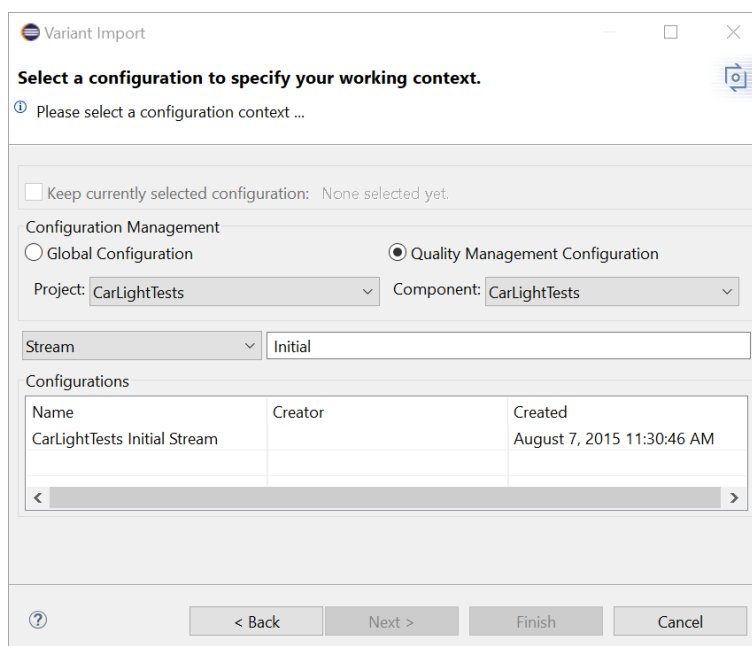 Variant Import
Select a configuration to specify your working context.
Please select a configuration context ...
Keep currently selected configuration: None selected yet.
Configuration Management
Global Configuration Quality Management Configuration
Project: CarLightTests Component: CarLightTests
Stream Initial
Configurations
Name Creator Created
CarLightTests Initial Stream August 7, 2015 11:30:46 AM
< Back Next > Finish Cancel